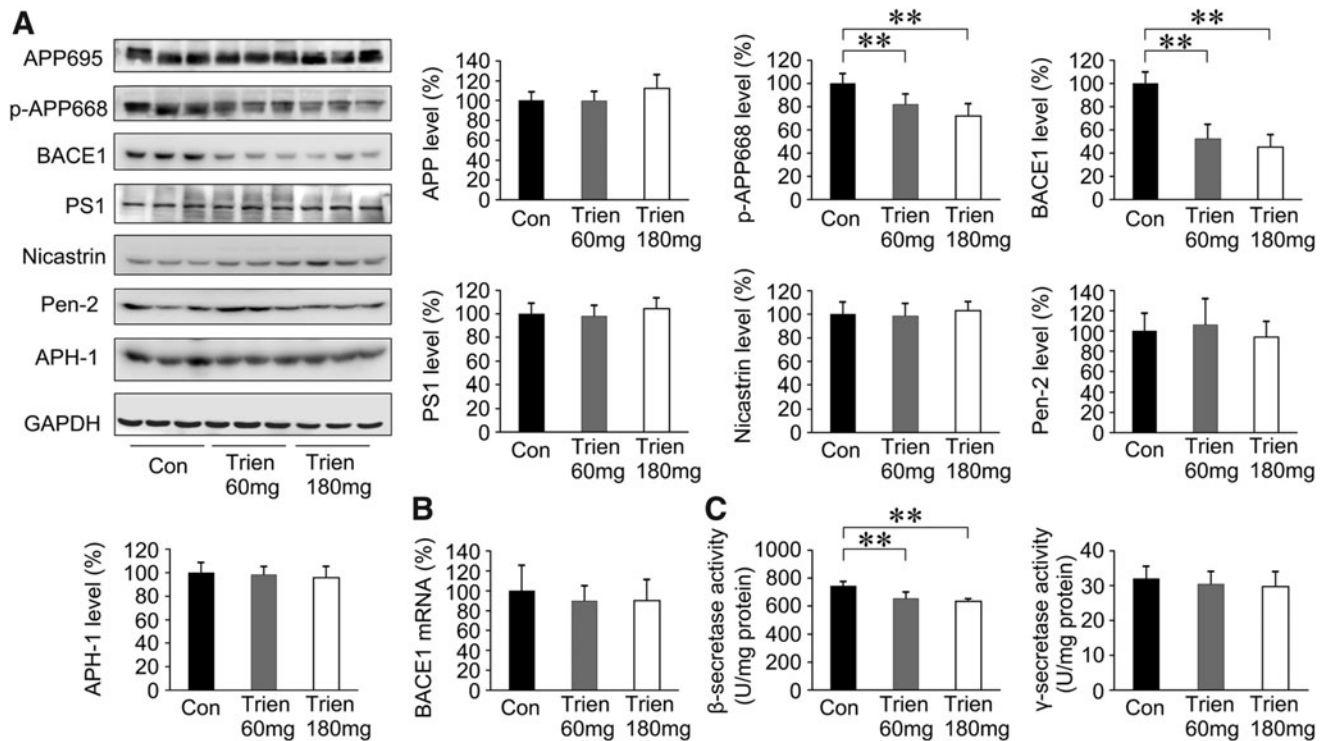 A
APP695
p-APP668
BACE1
PS1
Nicastrin
Pen-2
APH-1
GAPDH
Con
Trien
60mg
Trien
180mg
APP level (%)
140
120
100
80
60
40
20
0
Con
Trien
60mg
Trien
180mg
p-APP668 level (%)
120
100
80
60
40
20
0
**
**
Con
Trien
60mg
Trien
180mg
BACE1 level (%)
120
100
80
60
40
20
0
**
**
Con
Trien
60mg
Trien
180mg
PS1 level (%)
120
100
80
60
40
20
0
Con
Trien
60mg
Trien
180mg
Nicastrin level (%)
120
100
80
60
40
20
0
Con
Trien
60mg
Trien
180mg
Pen-2 level (%)
140
120
100
80
60
40
20
0
Con
Trien
60mg
Trien
180mg
APH-1 level (%)
120
100
80
60
40
20
0
Con
Trien
60mg
Trien
180mg
B
BACE1 mRNA (%)
140
120
100
80
60
40
20
0
Con
Trien
60mg
Trien
180mg
C
β-secretase activity
(U/mg protein)
1000
800
600
400
200
0
**
**
Con
Trien
60mg
Trien
180mg
γ-secretase activity
(U/mg protein)
40
30
20
10
0
Con
Trien
60mg
Trien
180mg